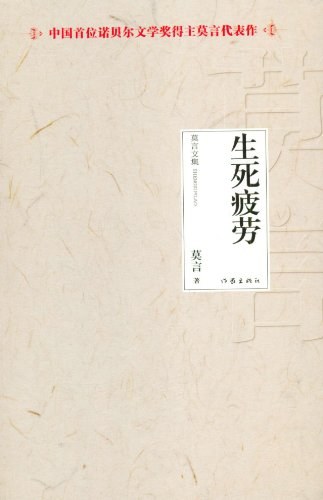 中国首位诺贝尔文学奖得主莫言代表作
生死疲劳
莫言文集
莫言
著
作家出版社